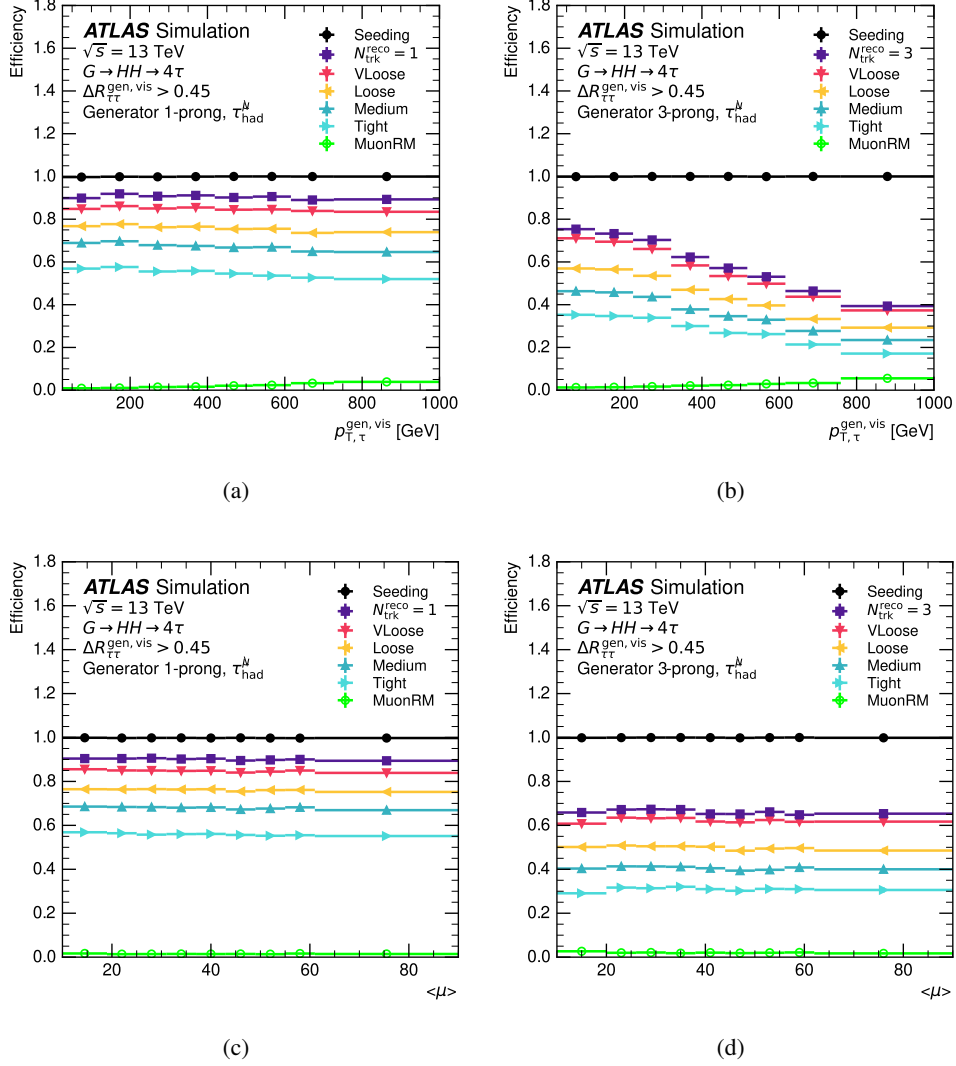 ATLAS Simulation
√s = 13 TeV
G → HH → 4τ
ΔR^{gen, vis}_{ττ} > 0.45
Generator 1-prong, τ_{had}
Seeding
N^{reco}_{trk} = 1
VLoose
Loose
Medium
Tight
MuonRM
Efficiency
1.8
1.6
1.4
1.2
1.0
0.8
0.6
0.4
0.2
0.0
200 400 600 800 1000
p^{gen, vis}_{T, τ} [GeV]
(a)
ATLAS Simulation
√s = 13 TeV
G → HH → 4τ
ΔR^{gen, vis}_{ττ} > 0.45
Generator 3-prong, τ_{had}
Seeding
N^{reco}_{trk} = 3
VLoose
Loose
Medium
Tight
MuonRM
Efficiency
1.8
1.6
1.4
1.2
1.0
0.8
0.6
0.4
0.2
0.0
200 400 600 800 1000
p^{gen, vis}_{T, τ} [GeV]
(b)
ATLAS Simulation
√s = 13 TeV
G → HH → 4τ
ΔR^{gen, vis}_{ττ} > 0.45
Generator 1-prong, τ_{had}
Seeding
N^{reco}_{trk} = 1
VLoose
Loose
Medium
Tight
MuonRM
Efficiency
1.8
1.6
1.4
1.2
1.0
0.8
0.6
0.4
0.2
0.0
20 40 60 80
<μ>
(c)
ATLAS Simulation
√s = 13 TeV
G → HH → 4τ
ΔR^{gen, vis}_{ττ} > 0.45
Generator 3-prong, τ_{had}
Seeding
N^{reco}_{trk} = 3
VLoose
Loose
Medium
Tight
MuonRM
Efficiency
1.8
1.6
1.4
1.2
1.0
0.8
0.6
0.4
0.2
0.0
20 40 60 80
<μ>
(d)